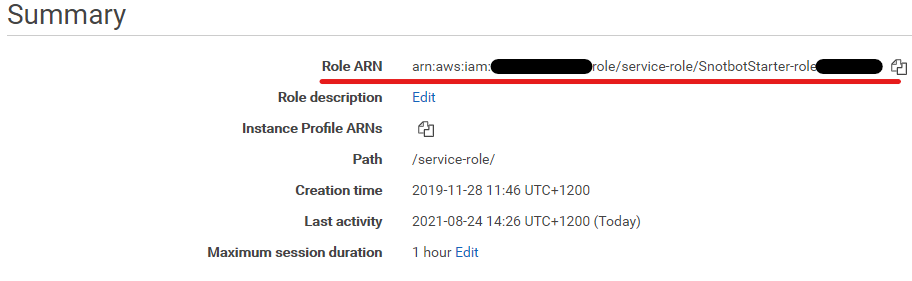 Summary
Role ARN arn:aws:iam: role/service-role/SnotbotStarter-role
Role description Edit
Instance Profile ARNs
Path /service-role/
Creation time 2019-11-28 11:46 UTC+1200
Last activity 2021-08-24 14:26 UTC+1200 (Today)
Maximum session duration 1 hour Edit